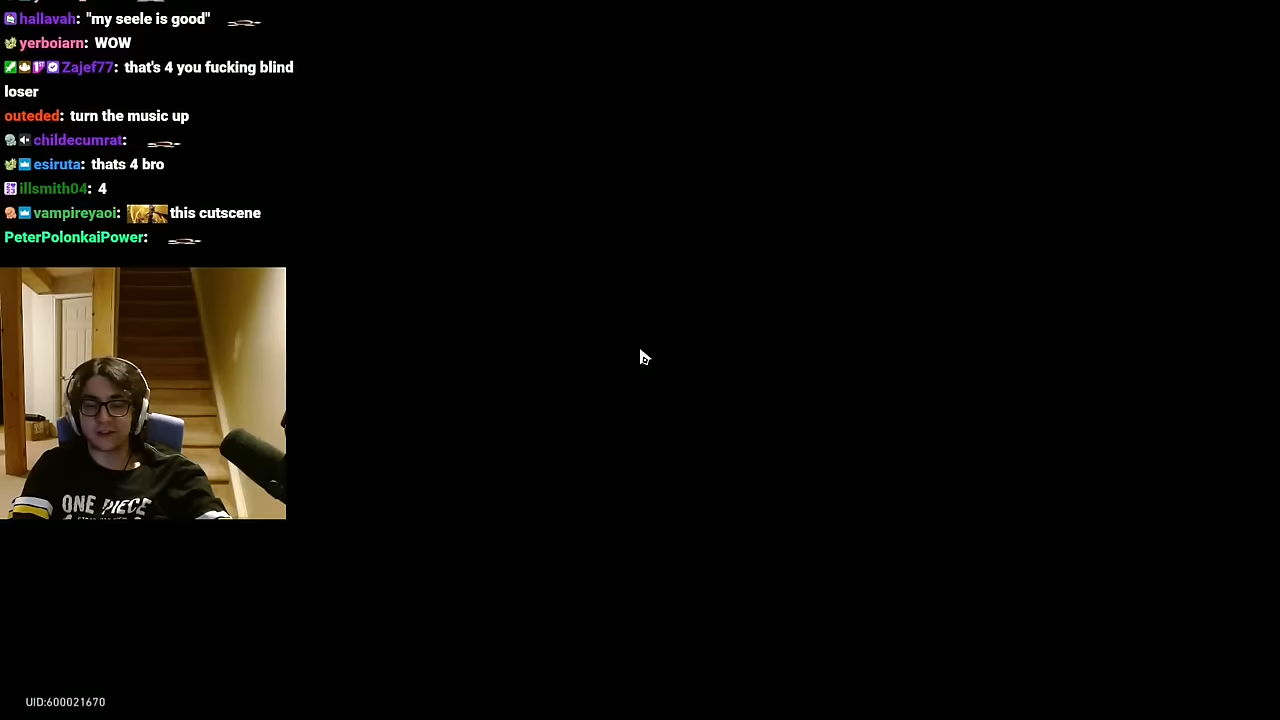 hallavah: "my seele is good"
yerboiarn: WOW
Zajef77: that's 4 you fucking blind
loser
outeded: turn the music up
childecumrat:
esiruta: thats 4 bro
illsmith04: 4
vampireyaoi: this cutscene
PeterPolonkaiPower:
ONE PIECE
UID:600021670